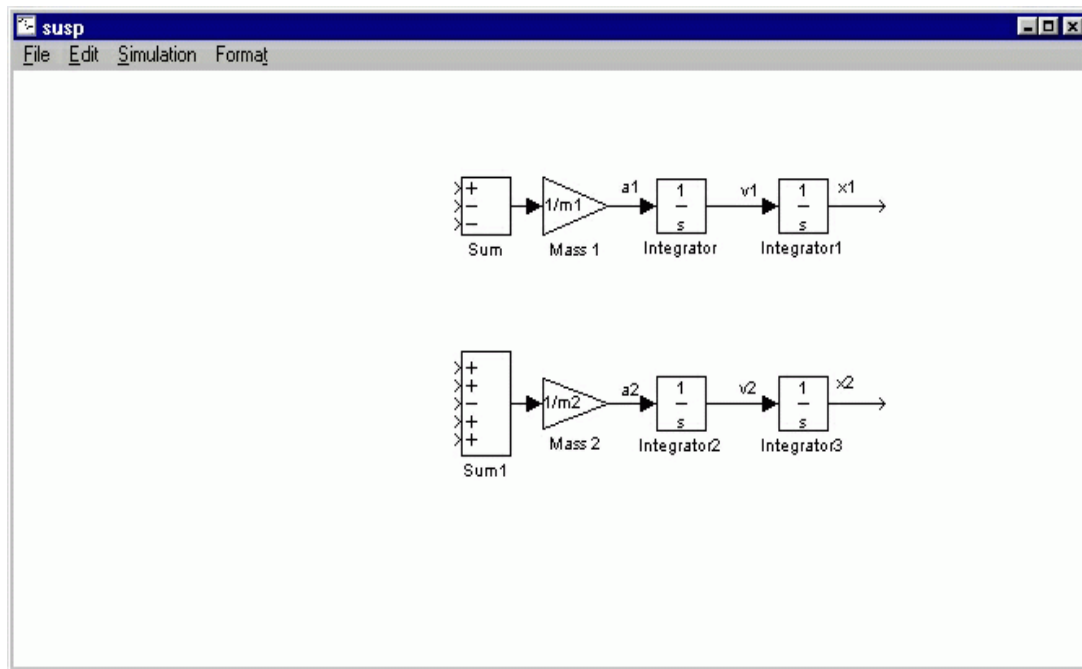 susp
File Edit Simulation Format
a1 v1 x1
+
−
−
1/m1
1
s
1
s
Sum Mass 1 Integrator Integrator1
a2 v2 x2
+
+
−
+
+
1/m2
1
s
1
s
Mass 2 Integrator2 Integrator3
Sum1